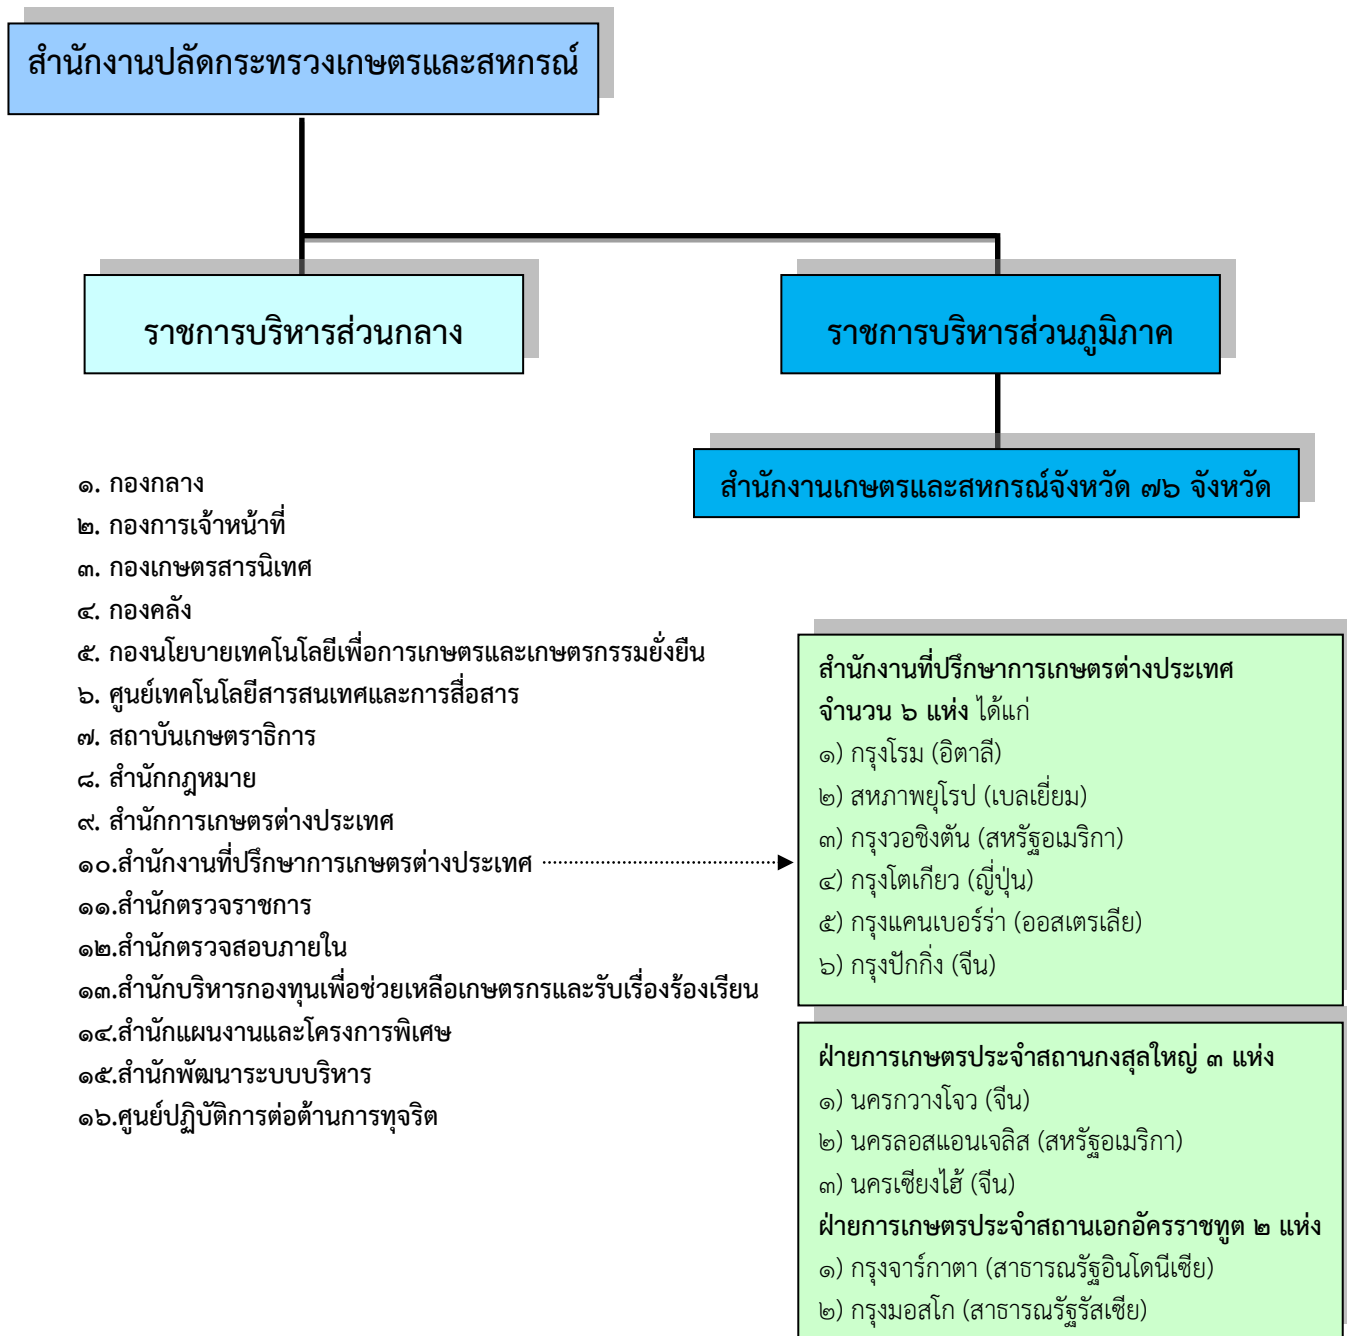 สำนักงานปลัดกระทรวงเกษตรและสหกรณ์
ราชการบริหารส่วนกลาง
ราชการบริหารส่วนภูมิภาค
สำนักงานเกษตรและสหกรณ์จังหวัด ๗๖ จังหวัด
๑. กองกลาง
๒. กองการเจ้าหน้าที่
๓. กองเกษตรสารนิเทศ
๔. กองคลัง
๕. กองนโยบายเทคโนโลยีเพื่อการเกษตรและเกษตรกรรมยั่งยืน
๖. ศูนย์เทคโนโลยีสารสนเทศและการสื่อสาร
๗. สถาบันเกษตราธิการ
๘. สำนักกฎหมาย
๙. สำนักการเกษตรต่างประเทศ
๑๐.สำนักงานที่ปรึกษาการเกษตรต่างประเทศ
๑๑.สำนักตรวจราชการ
๑๒.สำนักตรวจสอบภายใน
๑๓.สำนักบริหารกองทุนเพื่อช่วยเหลือเกษตรกรและรับเรื่องร้องเรียน
๑๔.สำนักแผนงานและโครงการพิเศษ
๑๕.สำนักพัฒนาระบบบริหาร
๑๖.ศูนย์ปฏิบัติการต่อต้านการทุจริต
สำนักงานที่ปรึกษาการเกษตรต่างประเทศ
จำนวน ๖ แห่ง ได้แก่
๑) กรุงโรม (อิตาลี)
๒) สหภาพยุโรป (เบลเยี่ยม)
๓) กรุงวอชิงตัน (สหรัฐอเมริกา)
๔) กรุงโตเกียว (ญี่ปุ่น)
๕) กรุงแคนเบอร์ร่า (ออสเตรเลีย)
๖) กรุงปักกิ่ง (จีน)
ฝ่ายการเกษตรประจำสถานกงสุลใหญ่ ๓ แห่ง
๑) นครกวางโจว (จีน)
๒) นครลอสแอนเจลิส (สหรัฐอเมริกา)
๓) นครเซียงไฮ้ (จีน)
ฝ่ายการเกษตรประจำสถานเอกอัครราชทูต ๒ แห่ง
๑) กรุงจาร์กาตา (สาธารณรัฐอินโดนีเซีย)
๒) กรุงมอสโก (สาธารณรัฐรัสเซีย)